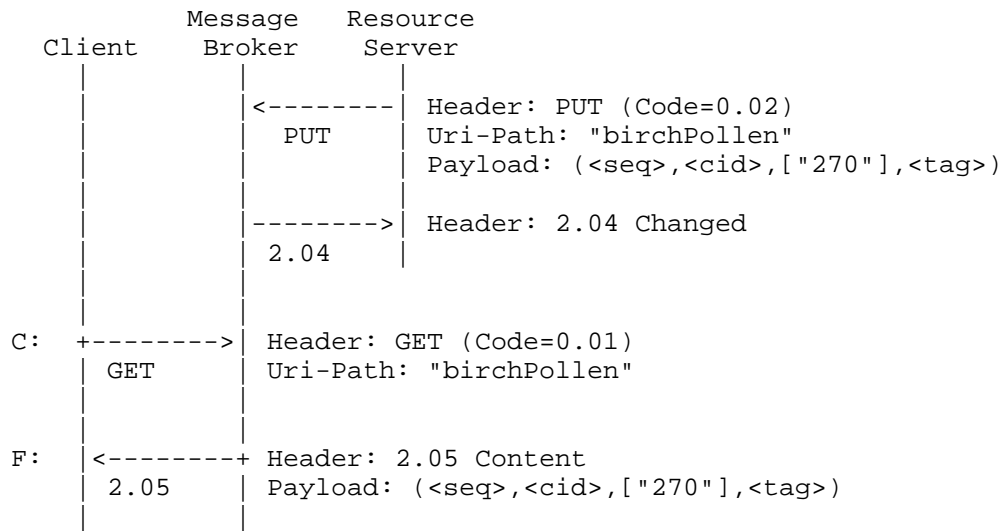 Message Resource
Client Broker Server
<--------| Header: PUT (Code=0.02)
PUT | Uri-Path: "birchPollen"
| Payload: (<seq>,<cid>,["270"],<tag>)
-------->| Header: 2.04 Changed
2.04
C: +-------->| Header: GET (Code=0.01)
| GET | Uri-Path: "birchPollen"
F: |<--------+ Header: 2.05 Content
| 2.05 | Payload: (<seq>,<cid>,["270"],<tag>)